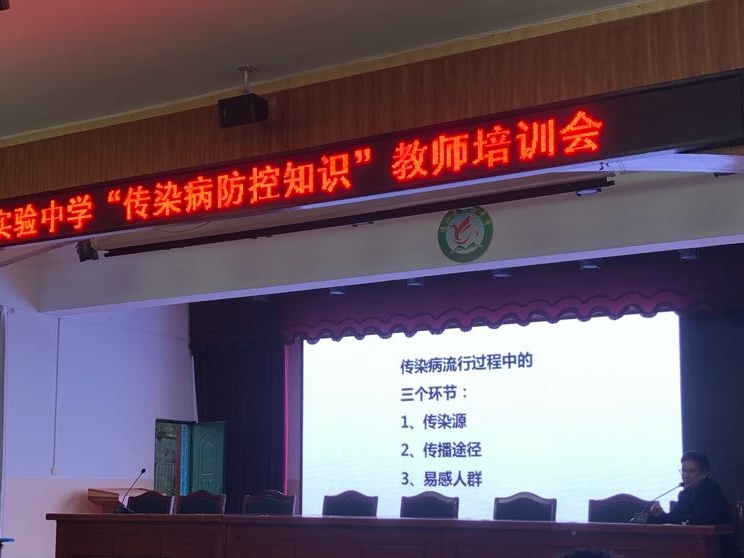 实验中学“传染病防控知识”教师培训会
传染病流行过程中的
三个环节：
1、传染源
2、传播途径
3、易感人群